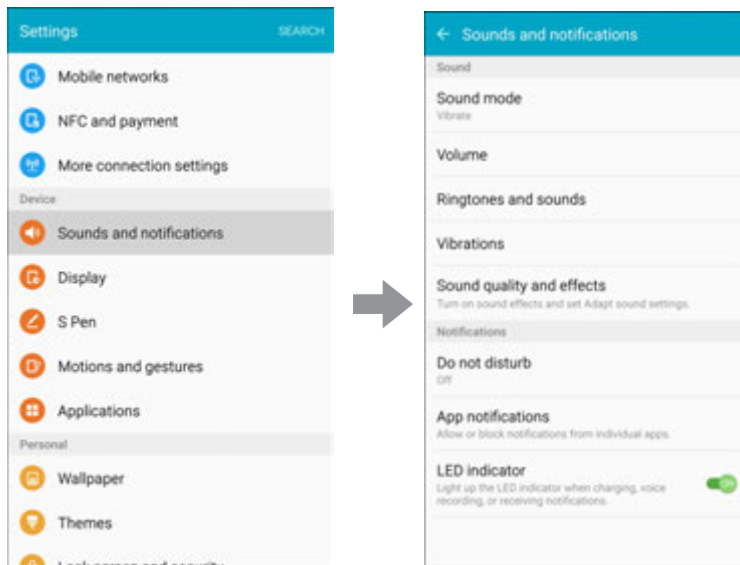 Settings SEARCH
Mobile networks
NFC and payment
More connection settings
Device
Sounds and notifications
Display
S Pen
Motions and gestures
Applications
Personal
Wallpaper
Themes
Lock screen and security
Sounds and notifications
Sound
Sound mode
Vibrate
Volume
Ringtones and sounds
Vibrations
Sound quality and effects
Turn on sound effects and set Adapt sound settings.
Notifications
Do not disturb
Off
App notifications
Allow or block notifications from individual apps.
LED indicator
Light up the LED indicator when charging, voice
recording, or receiving notifications.
ON